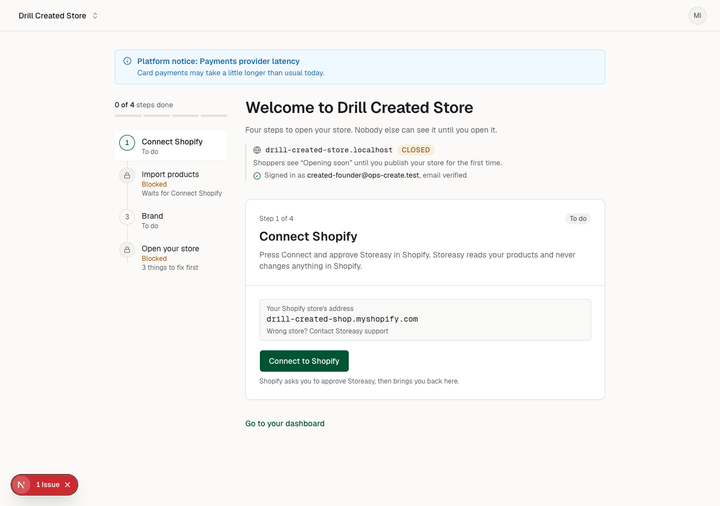 Drill Created Store
MI
Platform notice: Payments provider latency
Card payments may take a little longer than usual today.
0 of 4 steps done
1
Connect Shopify
To do
Import products
Blocked
Waits for Connect Shopify
3
Brand
To do
Open your store
Blocked
3 things to fix first
Welcome to Drill Created Store
Four steps to open your store. Nobody else can see it until you open it.
drill-created-store.localhost CLOSED
Shoppers see “Opening soon” until you publish your store for the first time.
Signed in as created-founder@ops-create.test, email verified
Step 1 of 4
To do
Connect Shopify
Press Connect and approve Storeasy in Shopify. Storeasy reads your products and never
changes anything in Shopify.
Your Shopify store's address
drill-created-shop.myshopify.com
Wrong store? Contact Storeasy support
Connect to Shopify
Shopify asks you to approve Storeasy, then brings you back here.
Go to your dashboard
N 1 Issue